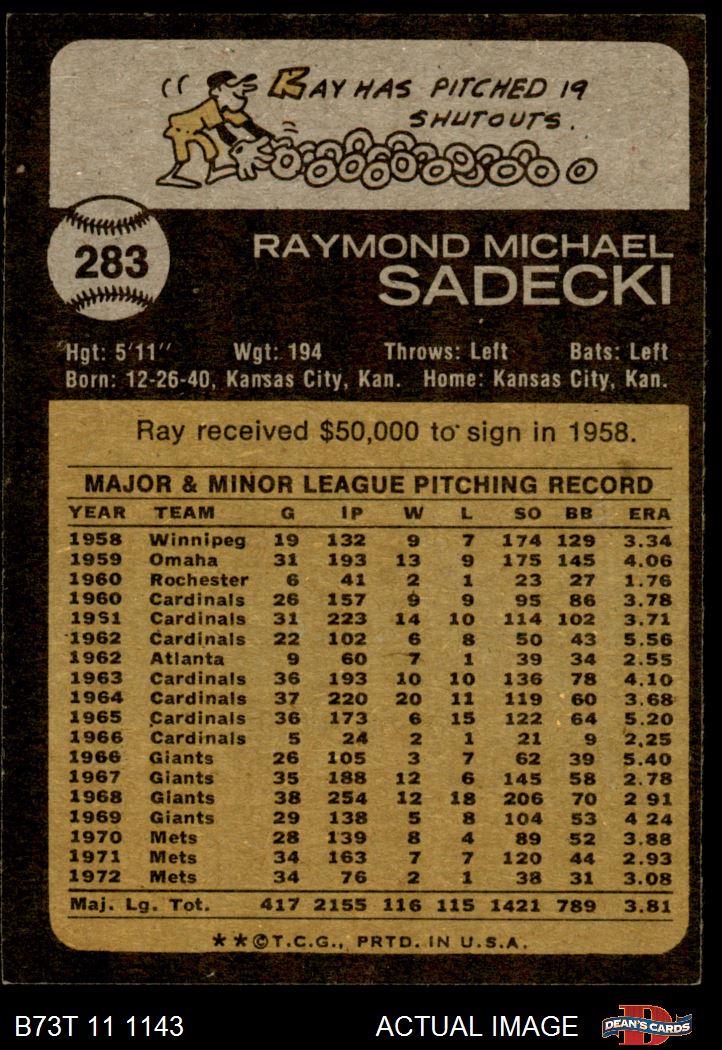 RAY HAS PITCHED 19
SHUTOUTS.
283
RAYMOND MICHAEL
SADECKI
Hgt: 5'11" Wgt: 194 Throws: Left Bats: Left
Born: 12-26-40, Kansas City, Kan. Home: Kansas City, Kan.
Ray received $50,000 to sign in 1958.
MAJOR & MINOR LEAGUE PITCHING RECORD
YEAR TEAM G IP W L SO BB ERA
1958 Winnipeg 19 132 9 7 174 129 3.34
1959 Omaha 31 193 13 9 175 145 4.06
1960 Rochester 6 41 2 1 23 27 1.76
1960 Cardinals 26 157 9 9 95 86 3.78
1951 Cardinals 31 223 14 10 114 102 3.71
1962 Cardinals 22 102 6 8 50 43 5.56
1962 Atlanta 9 60 7 1 39 34 2.55
1963 Cardinals 36 193 10 10 136 78 4.10
1964 Cardinals 37 220 20 11 119 60 3.68
1965 Cardinals 36 173 6 15 122 64 5.20
1966 Cardinals 5 24 2 1 21 9 2.25
1966 Giants 26 105 3 7 62 39 5.40
1967 Giants 35 188 12 6 145 58 2.78
1968 Giants 38 254 12 18 206 70 2 91
1969 Giants 29 138 5 8 104 53 4 24
1970 Mets 28 139 8 4 89 52 3.88
1971 Mets 34 163 7 7 120 44 2.93
1972 Mets 34 76 2 1 38 31 3.08
Maj. Lg. Tot. 417 2155 116 115 1421 789 3.81
★★©T.C.G., PRTD. IN U.S.A.
B73T 11 1143 ACTUAL IMAGE D DEAN'S CARDS